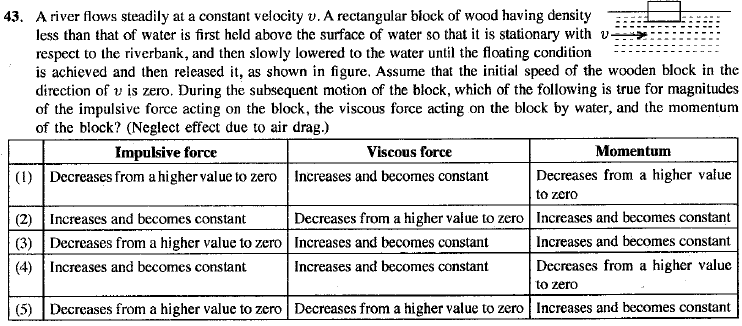 43. A river flows steadily at a constant velocity v. A rectangular block of wood having density
less than that of water is first held above the surface of water so that it is stationary with v
respect to the riverbank, and then slowly lowered to the water until the floating condition
is achieved and then released it, as shown in figure. Assume that the initial speed of the wooden block in the
direction of v is zero. During the subsequent motion of the block, which of the following is true for magnitudes
of the impulsive force acting on the block, the viscous force acting on the block by water, and the momentum
of the block? (Neglect effect due to air drag.)
Impulsive force Viscous force Momentum
(1) Decreases from a higher value to zero Increases and becomes constant Decreases from a higher value
to zero
(2) Increases and becomes constant Decreases from a higher value to zero Increases and becomes constant
(3) Decreases from a higher value to zero Increases and becomes constant Increases and becomes constant
(4) Increases and becomes constant Increases and becomes constant Decreases from a higher value
to zero
(5) Decreases from a higher value to zero Decreases from a higher value to zero Increases and becomes constant